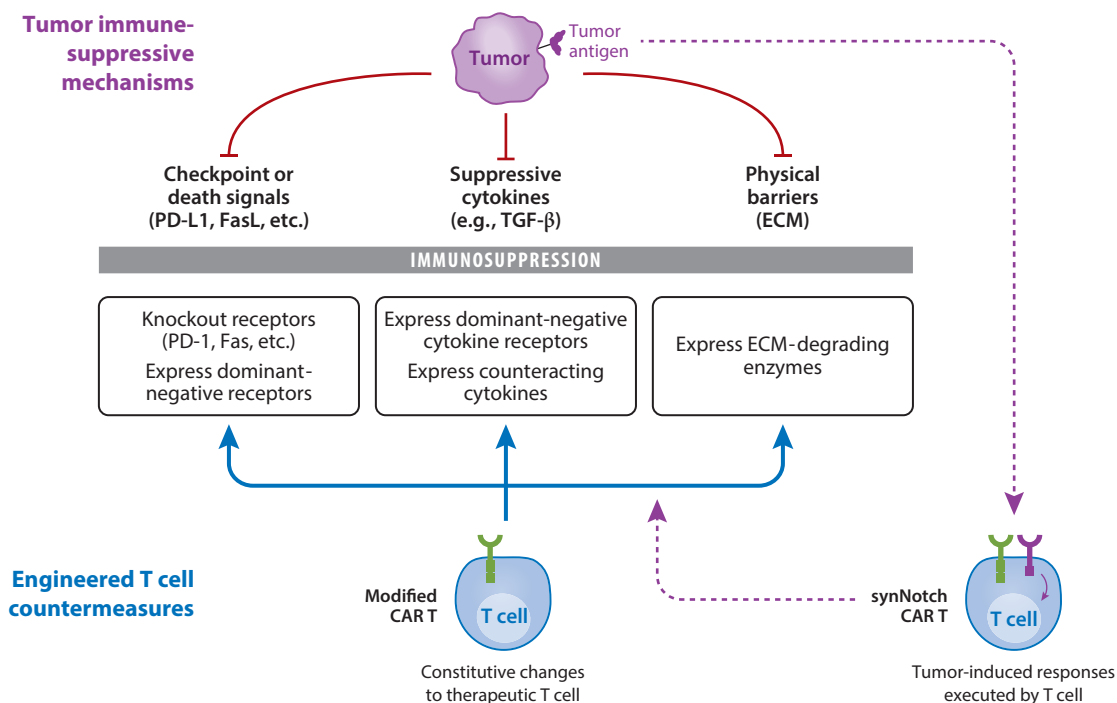 Tumor immune-
suppressive
mechanisms
Tumor
Tumor
antigen
Checkpoint or
death signals
(PD-L1, FasL, etc.)
Suppressive
cytokines
(e.g., TGF-β)
Physical
barriers
(ECM)
IMMUNOSUPPRESSION
Knockout receptors
(PD-1, Fas, etc.)
Express dominant-
negative receptors
Express dominant-negative
cytokine receptors
Express counteracting
cytokines
Express ECM-degrading
enzymes
Engineered T cell
countermeasures
Modified
CAR T
T cell
Constitutive changes
to therapeutic T cell
synNotch
CAR T
T cell
Tumor-induced responses
executed by T cell